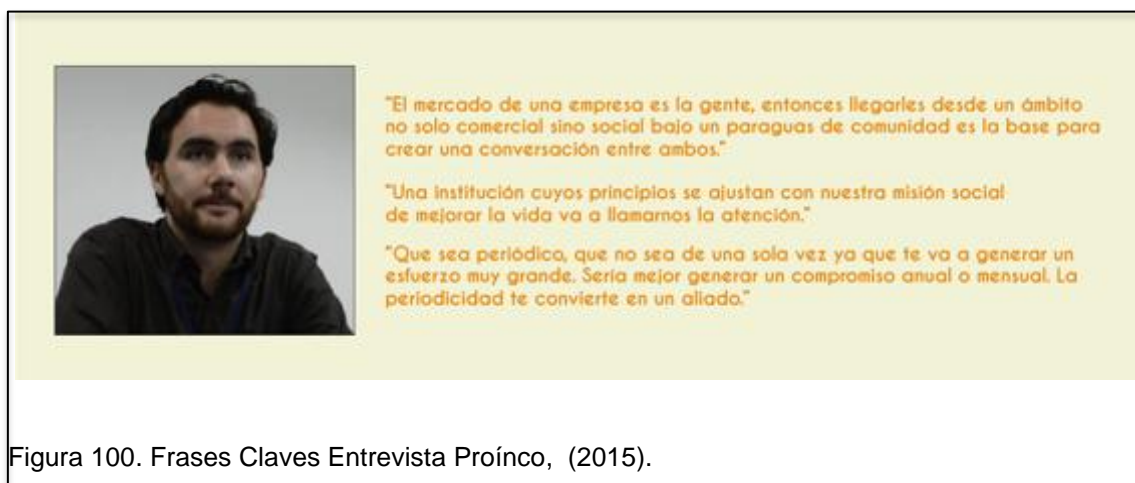 "El mercado de una empresa es la gente, entonces llegarles desde un ámbito
no solo comercial sino social bajo un paraguas de comunidad es la base para
crear una conversación entre ambos."
"Una institución cuyos principios se ajustan con nuestra misión social
de mejorar la vida va a llamarnos la atención."
"Que sea periódico, que no sea de una sola vez ya que te va a generar un
esfuerzo muy grande. Sería mejor generar un compromiso anual o mensual. La
periodicidad te convierte en un aliado."
Figura 100. Frases Claves Entrevista Proínco, (2015).